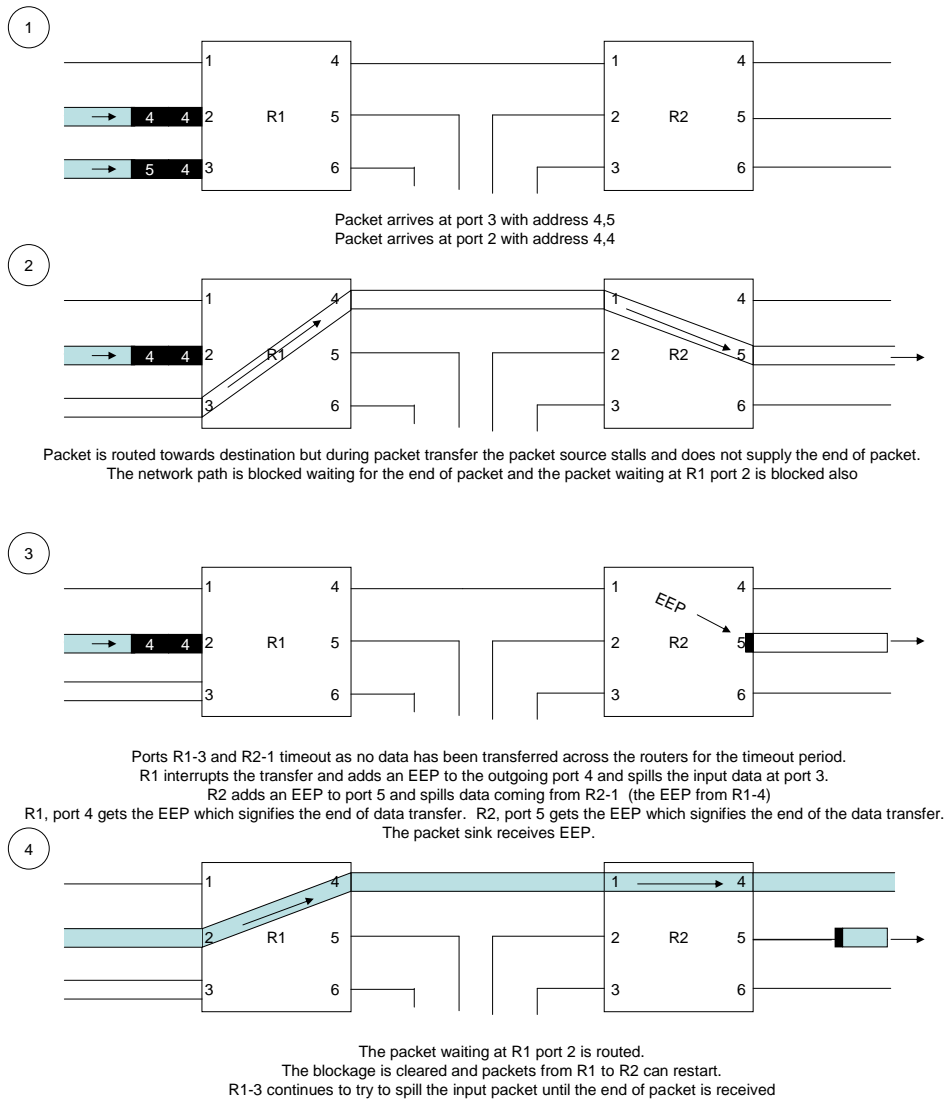 1
1 4 1 4
4 4 2 R1 5 2 R2 5
5 4 3 6 3 6
Packet arrives at port 3 with address 4,5
Packet arrives at port 2 with address 4,4
2
1 4 1 4
4 4 2 R1 5 2 R2 5
3 6 3 6
Packet is routed towards destination but during packet transfer the packet source stalls and does not supply the end of packet.
The network path is blocked waiting for the end of packet and the packet waiting at R1 port 2 is blocked also
3
1 4 1 4
EEP
4 4 2 R1 5 2 R2 5
3 6 3 6
Ports R1-3 and R2-1 timeout as no data has been transferred across the routers for the timeout period.
R1 interrupts the transfer and adds an EEP to the outgoing port 4 and spills the input data at port 3.
R2 adds an EEP to port 5 and spills data coming from R2-1 (the EEP from R1-4)
R1, port 4 gets the EEP which signifies the end of data transfer. R2, port 5 gets the EEP which signifies the end of the data transfer.
The packet sink receives EEP.
4
1 4 1 4
2 R1 5 2 R2 5
3 6 3 6
The packet waiting at R1 port 2 is routed.
The blockage is cleared and packets from R1 to R2 can restart.
R1-3 continues to try to spill the input packet until the end of packet is received